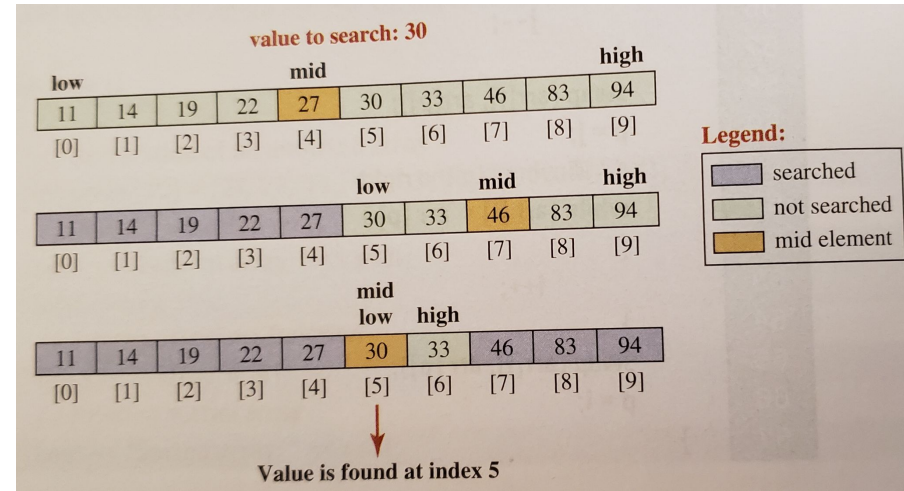 value to search: 30
low mid high
11 14 19 22 27 30 33 46 83 94
[0] [1] [2] [3] [4] [5] [6] [7] [8] [9]
low mid high
11 14 19 22 27 30 33 46 83 94
[0] [1] [2] [3] [4] [5] [6] [7] [8] [9]
mid
low high
11 14 19 22 27 30 33 46 83 94
[0] [1] [2] [3] [4] [5] [6] [7] [8] [9]
Value is found at index 5
Legend:
searched
not searched
mid element